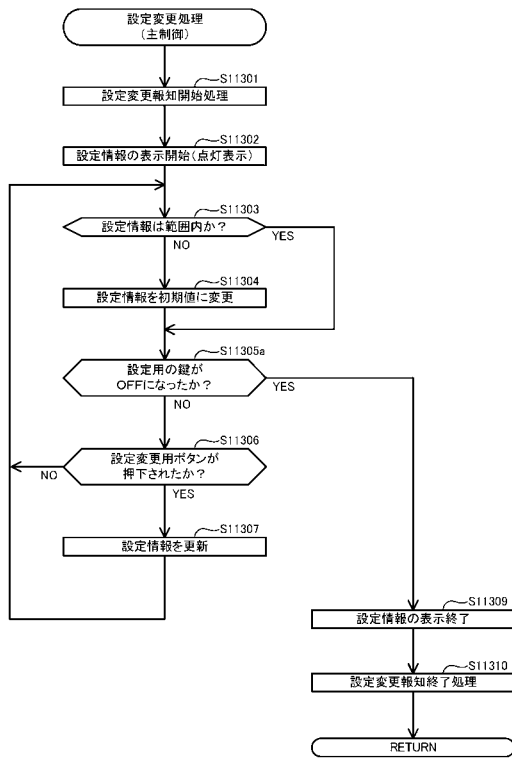 設定変更処理
(主制御)
S11301
設定変更報知開始処理
S11302
設定情報の表示開始(点灯表示)
S11303
設定情報は範囲内か?
YES
NO
S11304
設定情報を初期値に変更
S11305a
設定用の鍵が
OFFになったか?
YES
NO
S11306
設定変更用ボタンが
押下されたか?
NO
YES
S11307
設定情報を更新
S11309
設定情報の表示終了
S11310
設定変更報知終了処理
RETURN